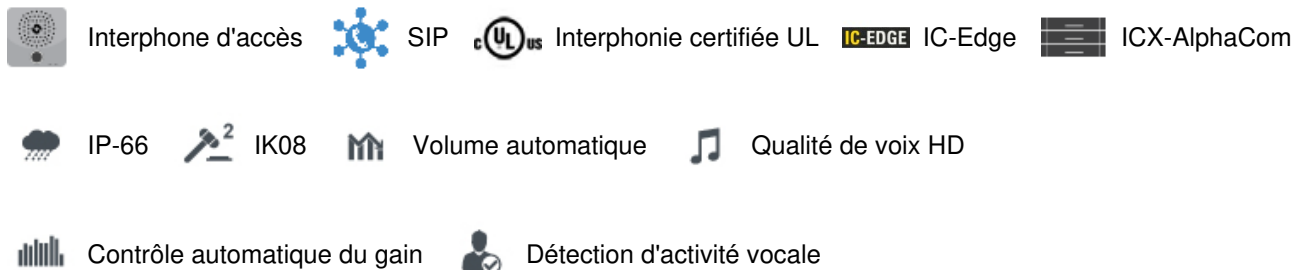 Interphone d'accès SIP c UL us Interphonie certifiée UL IC-EDGE IC-Edge ICX-AlphaCom
IP-66 2 IK08 Volume automatique Qualité de voix HD
Contrôle automatique du gain Détection d'activité vocale